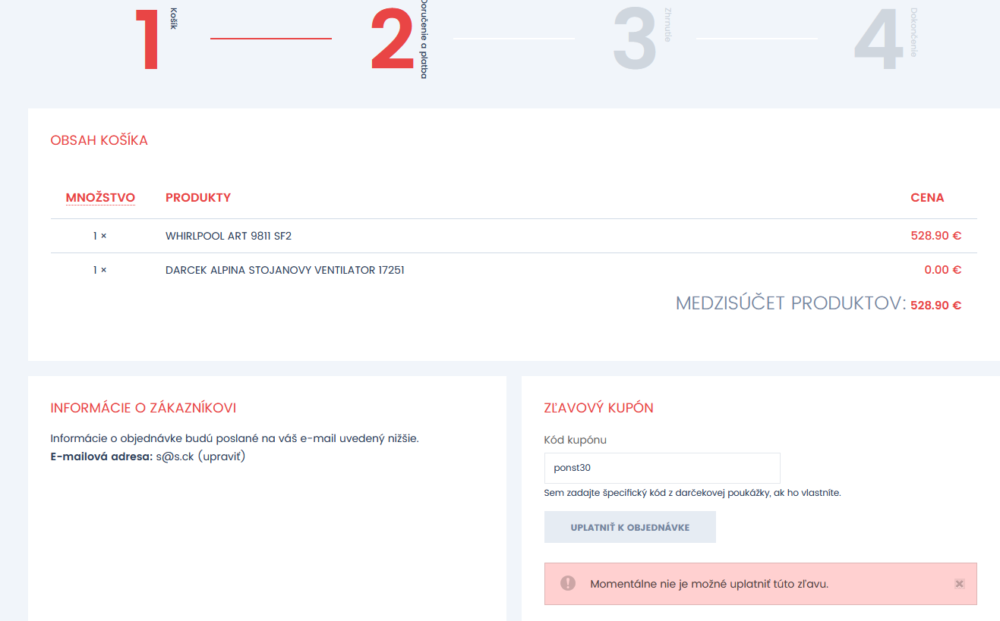 1 Košík
2 Doručenie a platba
3 Zhrnutie
4 Dokončenie
OBSAH KOŠÍKA
MNOŽSTVO PRODUKTY CENA
1 × WHIRLPOOL ART 9811 SF2 528.90 €
1 × DARCEK ALPINA STOJANOVY VENTILATOR 17251 0.00 €
MEDZISÚČET PRODUKTOV: 528.90 €
INFORMÁCIE O ZÁKAZNÍKOVI
Informácie o objednávke budú poslané na váš e-mail uvedený nižšie.
E-mailová adresa: s@s.ck (upraviť)
ZĽAVOVÝ KUPÓN
Kód kupónu
ponst30
Sem zadajte špecifický kód z darčekovej poukážky, ak ho vlastníte.
UPLATNIŤ K OBJEDNÁVKE
Momentálne nie je možné uplatniť túto zľavu.